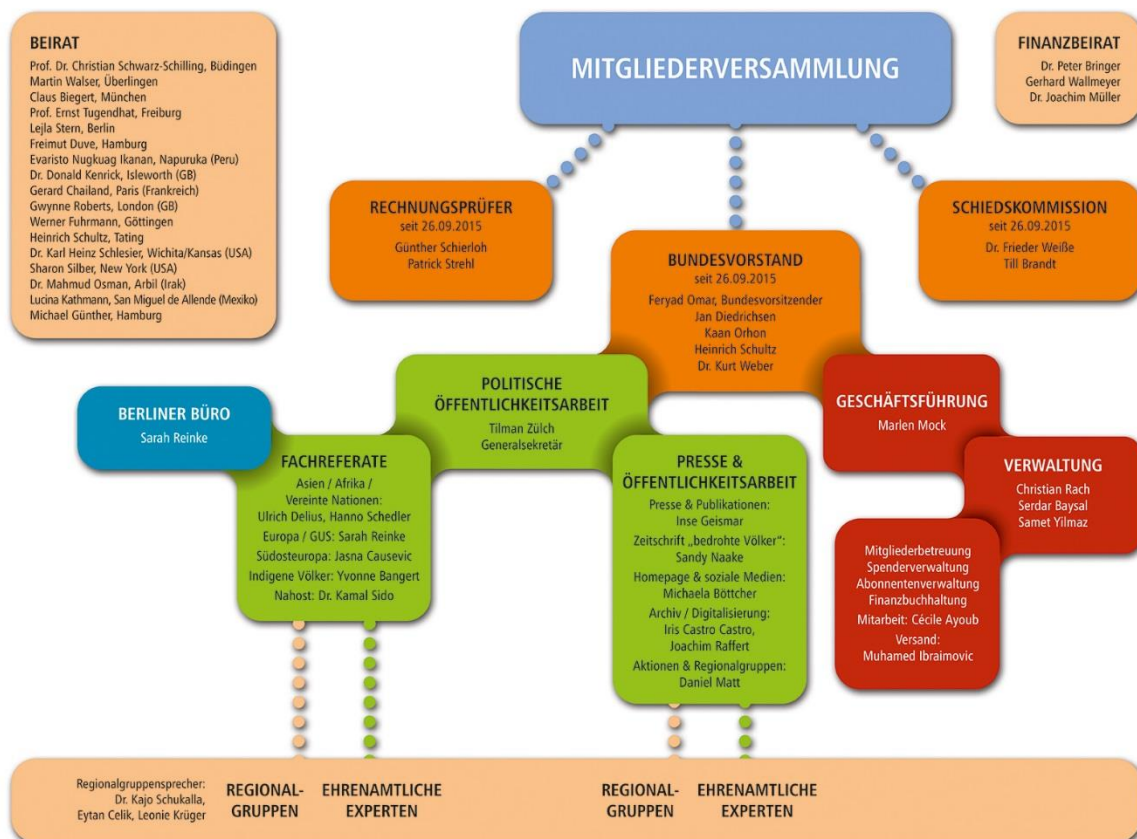 BEIRAT
Prof. Dr. Christian Schwarz-Schilling, Büdingen
Martin Walser, Überlingen
Claus Biegert, München
Prof. Ernst Tugendhat, Freiburg
Lejla Stern, Berlin
Freimut Duve, Hamburg
Evaristo Nugkuag Ikanan, Napuruka (Peru)
Dr. Donald Kenrick, Isleworth (GB)
Gerard Chailand, Paris (Frankreich)
Gwynne Roberts, London (GB)
Werner Fuhrmann, Göttingen
Heinrich Schultz, Tating
Dr. Karl Heinz Schlesier, Wichita/Kansas (USA)
Sharon Silber, New York (USA)
Dr. Mahmud Osman, Arbil (Irak)
Lucina Kathmann, San Miguel de Allende (Mexiko)
Michael Günther, Hamburg
MITGLIEDERVERSAMMLUNG
FINANZBEIRAT
Dr. Peter Bringer
Gerhard Wallmeyer
Dr. Joachim Müller
RECHNUNGSPRÜFER
seit 26.09.2015
Günther Schierloh
Patrick Strehl
BUNDESVORSTAND
seit 26.09.2015
Feryad Omar, Bundesvorsitzender
Jan Diedrichsen
Kaan Orhon
Heinrich Schultz
Dr. Kurt Weber
SCHIEDSKOMMISSION
seit 26.09.2015
Dr. Frieder Weiße
Till Brandt
BERLINER BÜRO
Sarah Reinke
POLITISCHE
ÖFFENTLICHKEITSARBEIT
Tilman Zülch
Generalsekretär
GESCHÄFTSFÜHRUNG
Marlen Mock
FACHREFERATE
Asien / Afrika /
Vereinte Nationen:
Ulrich Delius, Hanno Schedler
Europa / GUS: Sarah Reinke
Südosteuropa: Jasna Causevic
Indigene Völker: Yvonne Bangert
Nahost: Dr. Kamal Sido
PRESSE &
ÖFFENTLICHKEITSARBEIT
Presse & Publikationen:
Inse Geismar
Zeitschrift „bedrohte Völker“:
Sandy Naake
Homepage & soziale Medien:
Michaela Böttcher
Archiv / Digitalisierung:
Iris Castro Castro,
Joachim Raffert
Aktionen & Regionalgruppen:
Daniel Matt
VERWALTUNG
Christian Rach
Serdar Baysal
Samet Yilmaz
Mitgliederbetreuung
Spenderverwaltung
Abonnentenverwaltung
Finanzbuchhaltung
Mitarbeit: Cécile Ayoub
Versand:
Muhamed Ibraimovic
Regionalgruppensprecher:
Dr. Kajo Schukalla,
Eytan Celik, Leonie Krüger
REGIONAL-
GRUPPEN
EHRENAMTLICHE
EXPERTEN
REGIONAL-
GRUPPEN
EHRENAMTLICHE
EXPERTEN